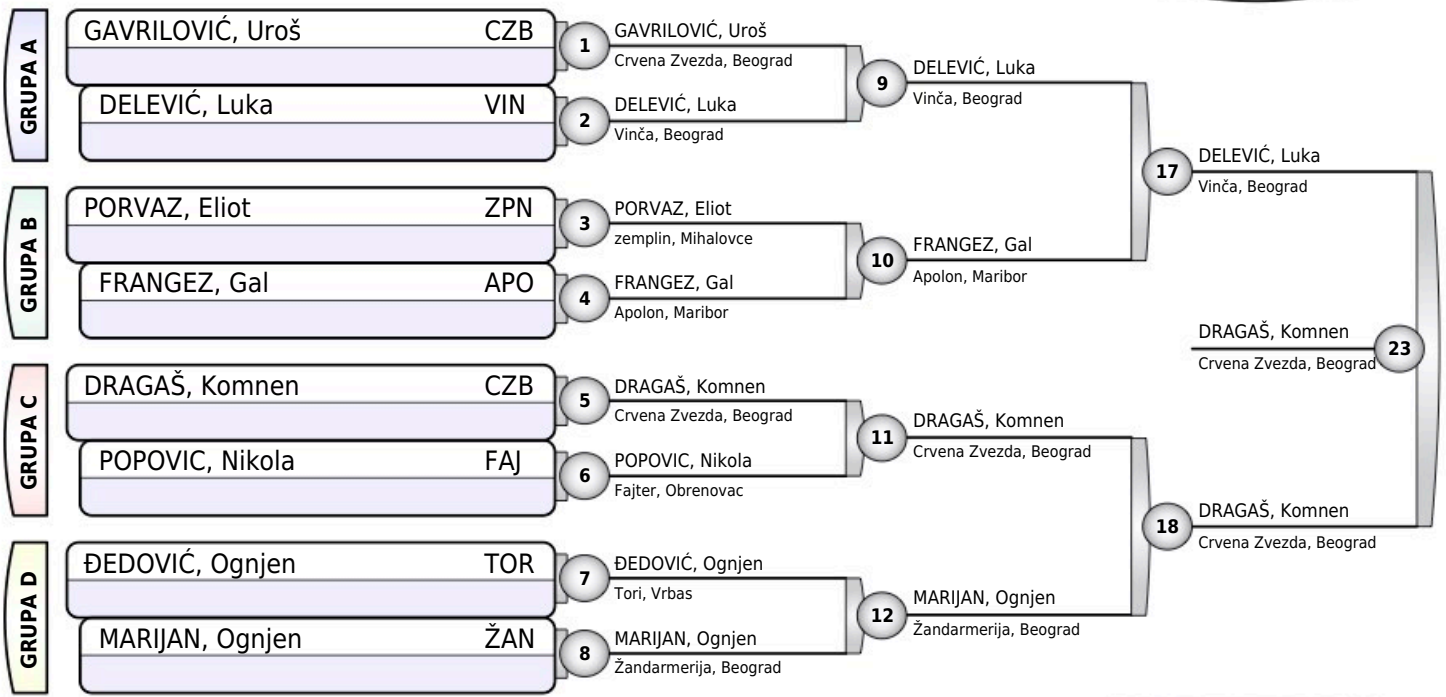 GRUPA A
GAVRILOVIĆ, Uroš CZB
DELEVIĆ, Luka VIN
GRUPA B
PORVAZ, Eliot ZPN
FRANGEZ, Gal APO
GRUPA C
DRAGAŠ, Komnen CZB
POPOVIC, Nikola FAJ
GRUPA D
ĐEDOVIĆ, Ognjen TOR
MARIJAN, Ognjen ŽAN
1
GAVRILOVIĆ, Uroš
Crvena Zvezda, Beograd
2
DELEVIĆ, Luka
Vinča, Beograd
3
PORVAZ, Eliot
zemplin, Mihalovce
4
FRANGEZ, Gal
Apolon, Maribor
5
DRAGAŠ, Komnen
Crvena Zvezda, Beograd
6
POPOVIC, Nikola
Fajter, Obrenovac
7
ĐEDOVIĆ, Ognjen
Tori, Vrbas
8
MARIJAN, Ognjen
Žandarmerija, Beograd
9
DELEVIĆ, Luka
Vinča, Beograd
10
FRANGEZ, Gal
Apolon, Maribor
11
DRAGAŠ, Komnen
Crvena Zvezda, Beograd
12
MARIJAN, Ognjen
Žandarmerija, Beograd
17
DELEVIĆ, Luka
Vinča, Beograd
18
DRAGAŠ, Komnen
Crvena Zvezda, Beograd
DRAGAŠ, Komnen
Crvena Zvezda, Beograd
23